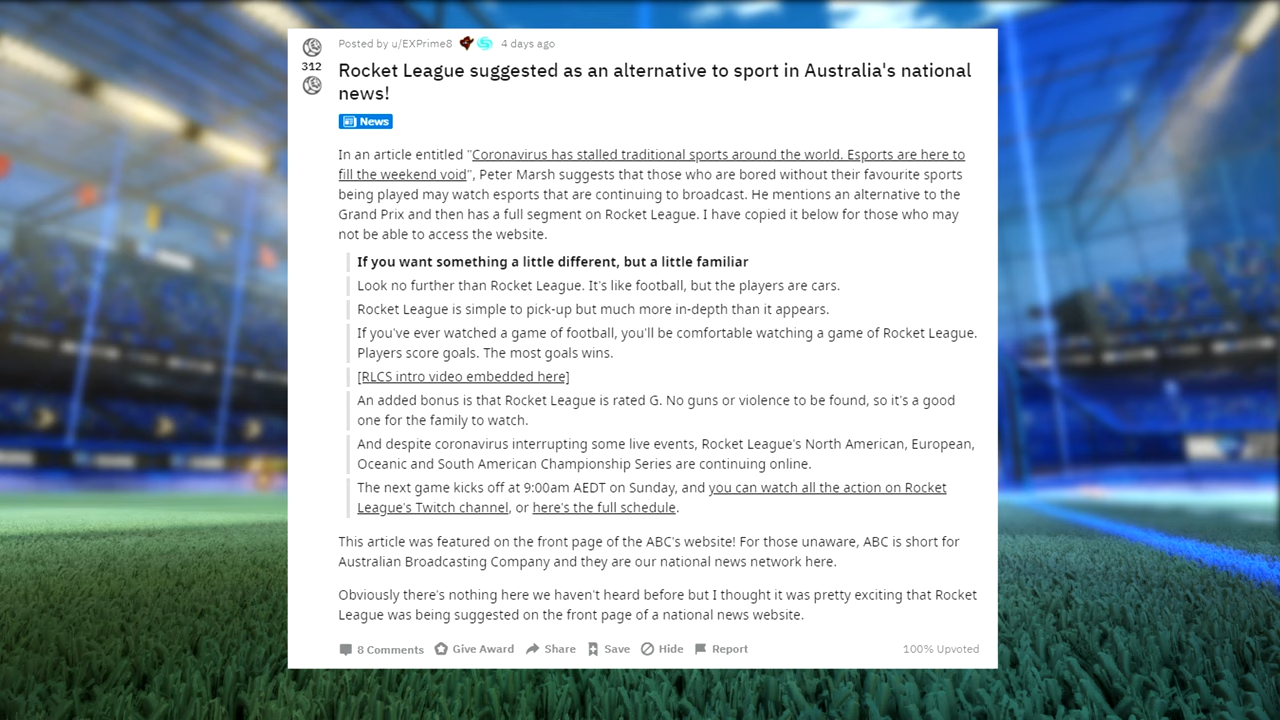 Posted by u/EXPrime8 4 days ago
312
Rocket League suggested as an alternative to sport in Australia's national
news!
News
In an article entitled "Coronavirus has stalled traditional sports around the world. Esports are here to
fill the weekend void", Peter Marsh suggests that those who are bored without their favourite sports
being played may watch esports that are continuing to broadcast. He mentions an alternative to the
Grand Prix and then has a full segment on Rocket League. I have copied it below for those who may
not be able to access the website.
If you want something a little different, but a little familiar
Look no further than Rocket League. It's like football, but the players are cars.
Rocket League is simple to pick-up but much more in-depth than it appears.
If you've ever watched a game of football, you'll be comfortable watching a game of Rocket League.
Players score goals. The most goals wins.
[RLCS intro video embedded here]
An added bonus is that Rocket League is rated G. No guns or violence to be found, so it's a good
one for the family to watch.
And despite coronavirus interrupting some live events, Rocket League's North American, European,
Oceanic and South American Championship Series are continuing online.
The next game kicks off at 9:00am AEDT on Sunday, and you can watch all the action on Rocket
League's Twitch channel, or here's the full schedule.
This article was featured on the front page of the ABC's website! For those unaware, ABC is short for
Australian Broadcasting Company and they are our national news network here.
Obviously there's nothing here we haven't heard before but I thought it was pretty exciting that Rocket
League was being suggested on the front page of a national news website.
8 Comments Give Award Share Save Hide Report 100% Upvoted